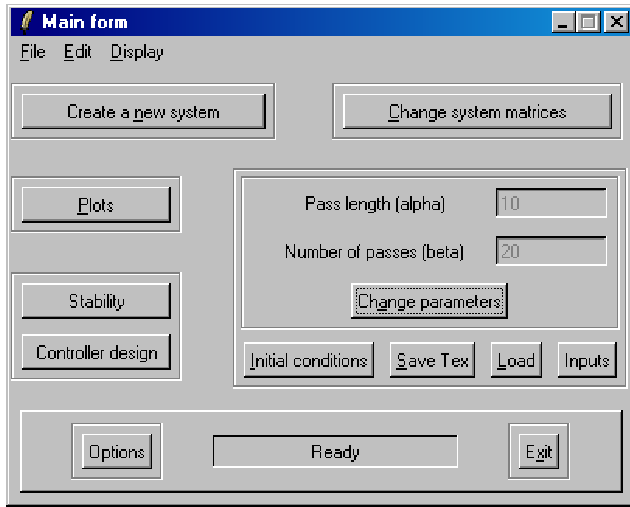 Main form
File Edit Display
Create a new system
Change system matrices
Plots
Pass length (alpha) 10
Number of passes (beta) 20
Change parameters
Stability
Controller design
Initial conditions Save Tex Load Inputs
Options Ready Exit